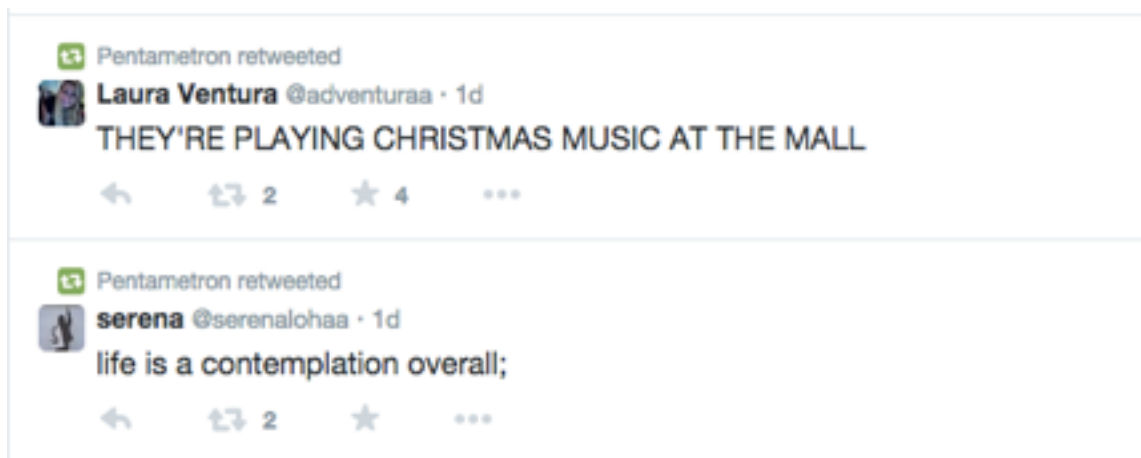 Pentametron retweeted
Laura Ventura @adventuraa · 1d
THEY'RE PLAYING CHRISTMAS MUSIC AT THE MALL
2 4
Pentametron retweeted
serena @serenalohaa · 1d
life is a contemplation overall;
2